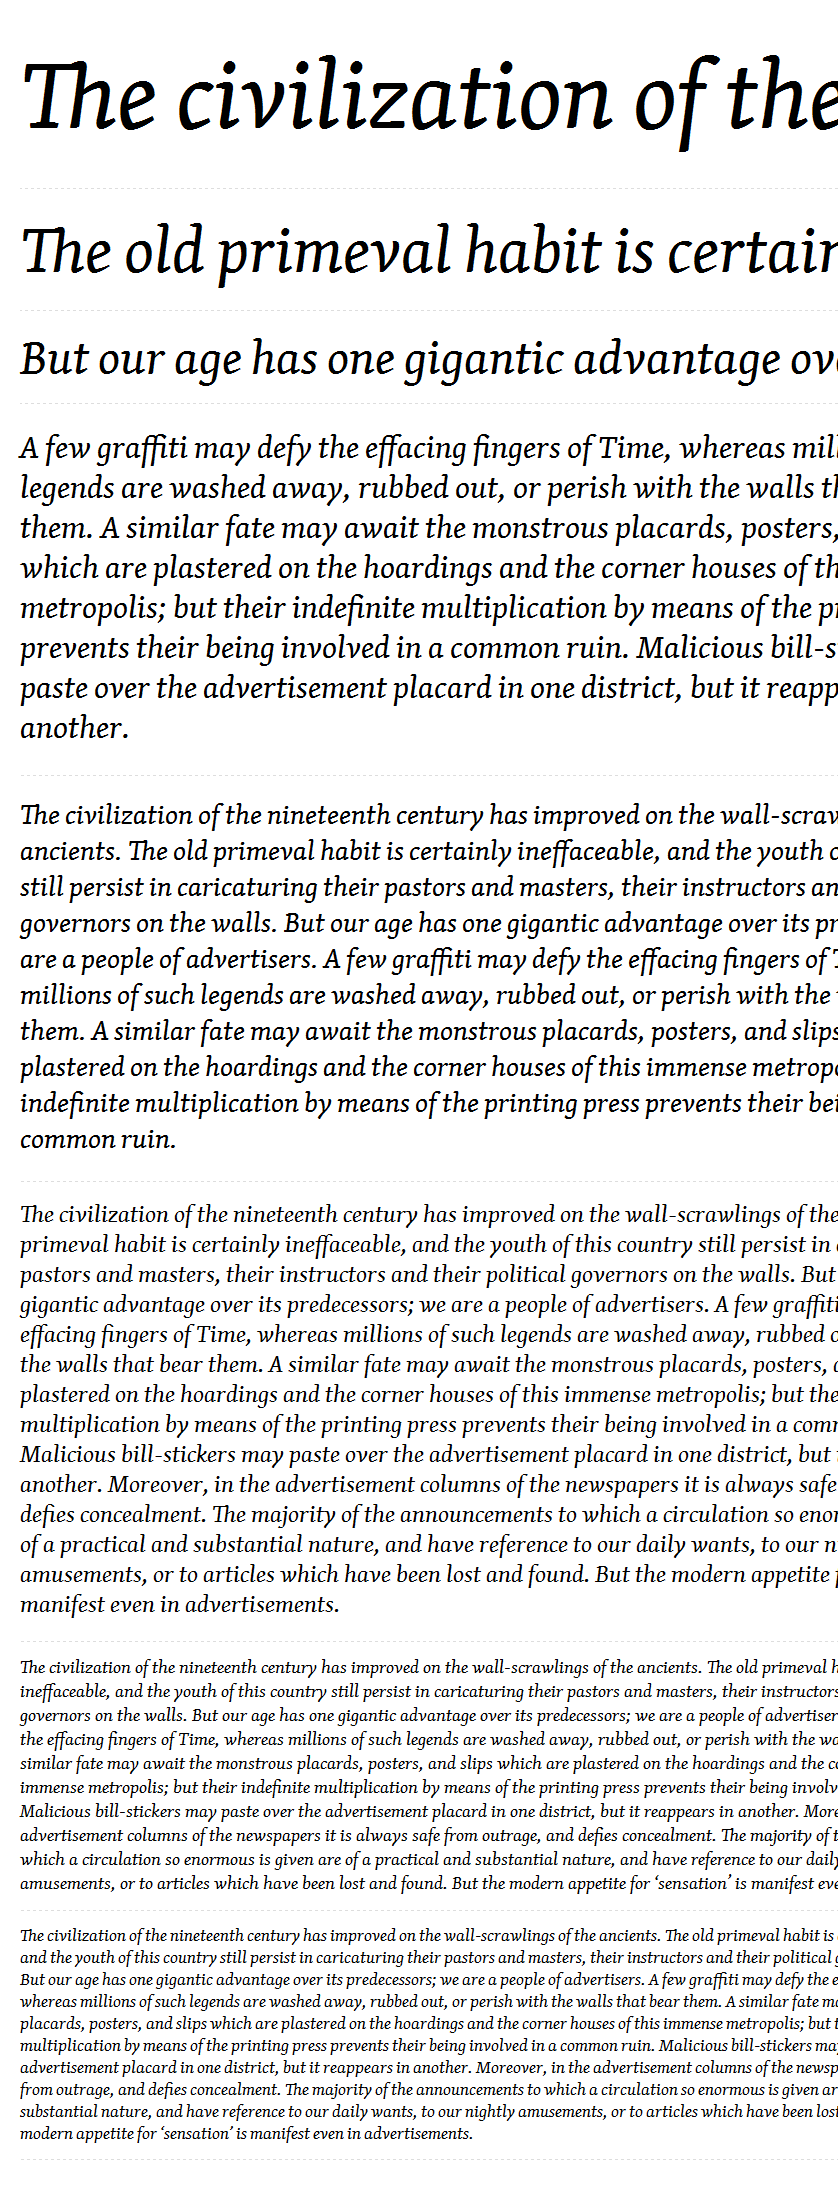 The civilization of the
The old primeval habit is certain
But our age has one gigantic advantage ov
A few graffiti may defy the effacing fingers of Time, whereas mill
legends are washed away, rubbed out, or perish with the walls th
them. A similar fate may await the monstrous placards, posters,
which are plastered on the hoardings and the corner houses of th
metropolis; but their indefinite multiplication by means of the pr
prevents their being involved in a common ruin. Malicious bill-s
paste over the advertisement placard in one district, but it reapp
another.
The civilization of the nineteenth century has improved on the wall-scraw
ancients. The old primeval habit is certainly ineffaceable, and the youth o
still persist in caricaturing their pastors and masters, their instructors an
governors on the walls. But our age has one gigantic advantage over its pr
are a people of advertisers. A few graffiti may defy the effacing fingers of T
millions of such legends are washed away, rubbed out, or perish with the
them. A similar fate may await the monstrous placards, posters, and slips
plastered on the hoardings and the corner houses of this immense metropo
indefinite multiplication by means of the printing press prevents their bei
common ruin.
The civilization of the nineteenth century has improved on the wall-scrawlings of the
primeval habit is certainly ineffaceable, and the youth of this country still persist in
pastors and masters, their instructors and their political governors on the walls. But
gigantic advantage over its predecessors; we are a people of advertisers. A few graffiti
effacing fingers of Time, whereas millions of such legends are washed away, rubbed o
the walls that bear them. A similar fate may await the monstrous placards, posters,
plastered on the hoardings and the corner houses of this immense metropolis; but the
multiplication by means of the printing press prevents their being involved in a comm
Malicious bill-stickers may paste over the advertisement placard in one district, but
another. Moreover, in the advertisement columns of the newspapers it is always safe
defies concealment. The majority of the announcements to which a circulation so enor
of a practical and substantial nature, and have reference to our daily wants, to our n
amusements, or to articles which have been lost and found. But the modern appetite
manifest even in advertisements.
The civilization of the nineteenth century has improved on the wall-scrawlings of the ancients. The old primeval h
ineffaceable, and the youth of this country still persist in caricaturing their pastors and masters, their instructors
governors on the walls. But our age has one gigantic advantage over its predecessors; we are a people of advertiser
the effacing fingers of Time, whereas millions of such legends are washed away, rubbed out, or perish with the wa
similar fate may await the monstrous placards, posters, and slips which are plastered on the hoardings and the co
immense metropolis; but their indefinite multiplication by means of the printing press prevents their being involv
Malicious bill-stickers may paste over the advertisement placard in one district, but it reappears in another. More
advertisement columns of the newspapers it is always safe from outrage, and defies concealment. The majority of t
which a circulation so enormous is given are of a practical and substantial nature, and have reference to our daily
amusements, or to articles which have been lost and found. But the modern appetite for ‘sensation’ is manifest eve
The civilization of the nineteenth century has improved on the wall-scrawlings of the ancients. The old primeval habit is
and the youth of this country still persist in caricaturing their pastors and masters, their instructors and their political
But our age has one gigantic advantage over its predecessors; we are a people of advertisers. A few graffiti may defy the e
whereas millions of such legends are washed away, rubbed out, or perish with the walls that bear them. A similar fate ma
placards, posters, and slips which are plastered on the hoardings and the corner houses of this immense metropolis; but t
multiplication by means of the printing press prevents their being involved in a common ruin. Malicious bill-stickers may
advertisement placard in one district, but it reappears in another. Moreover, in the advertisement columns of the newsp
from outrage, and defies concealment. The majority of the announcements to which a circulation so enormous is given ar
substantial nature, and have reference to our daily wants, to our nightly amusements, or to articles which have been lost
modern appetite for ‘sensation’ is manifest even in advertisements.